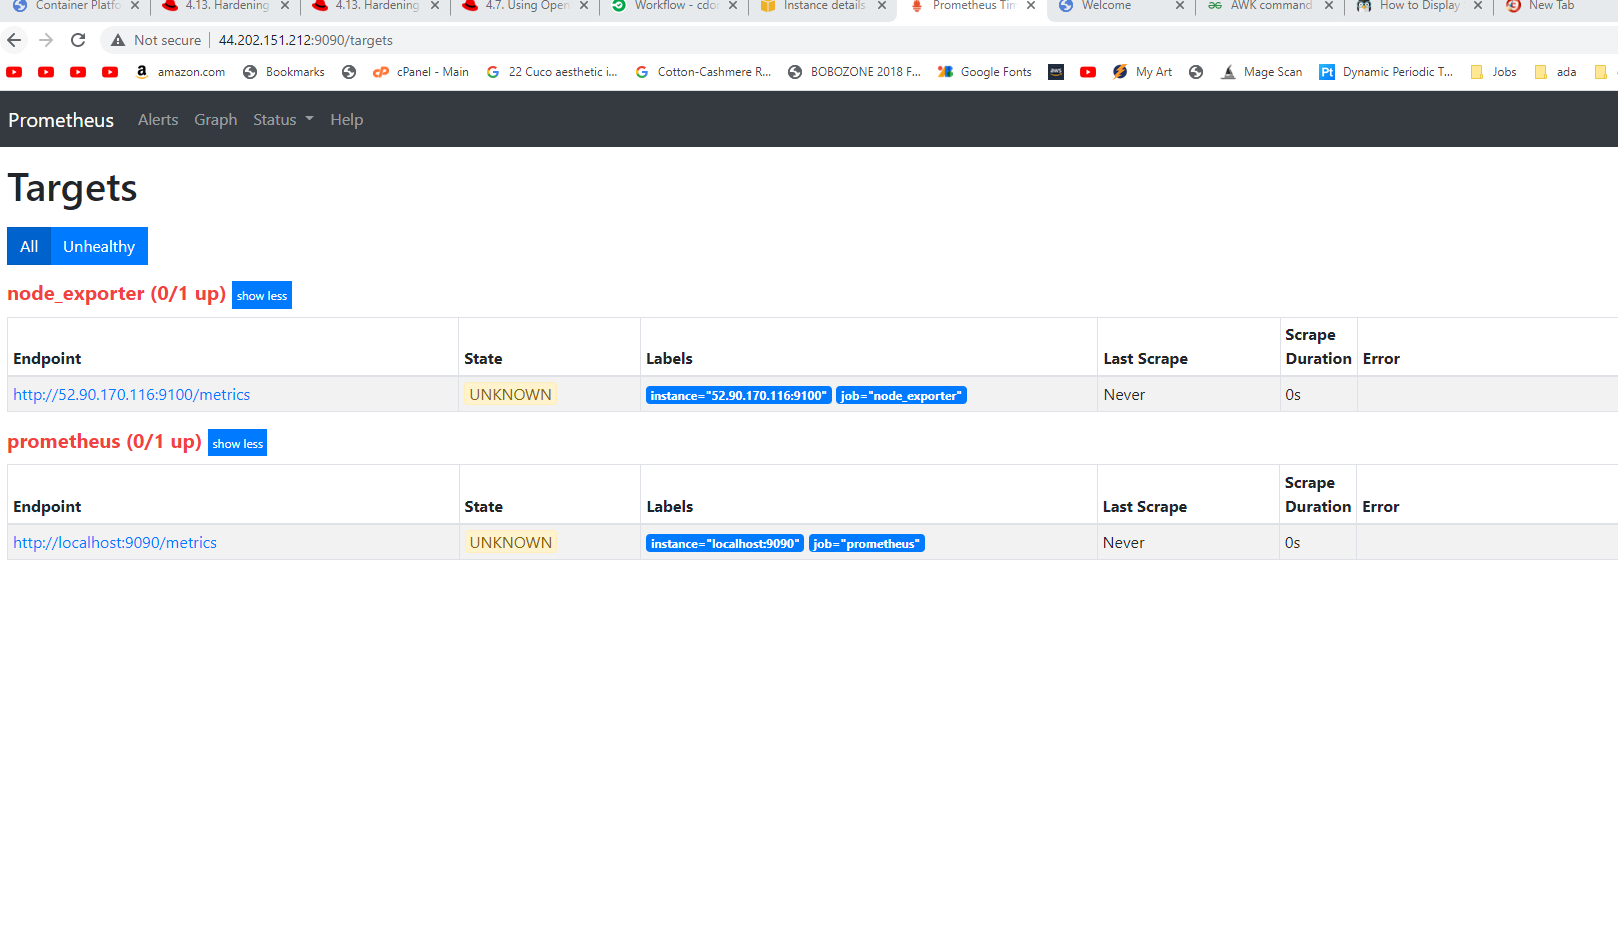 Container Platfo
4.13. Hardening
4.13. Hardening
4.7. Using Open
Workflow - cdor
Instance details
Prometheus Tim
Welcome
AWK command
How to Display
New Tab
Not secure | 44.202.151.212:9090/targets
amazon.com
Bookmarks
cPanel - Main
22 Cuco aesthetic i...
Cotton-Cashmere R...
BOBOZONE 2018 F...
Google Fonts
aws
My Art
Mage Scan
Pt
Dynamic Periodic T...
Jobs
ada
Prometheus Alerts Graph Status Help
Targets
All Unhealthy
node_exporter (0/1 up) show less
Endpoint State Labels Last Scrape Scrape Duration Error
http://52.90.170.116:9100/metrics UNKNOWN instance="52.90.170.116:9100" job="node_exporter" Never 0s
prometheus (0/1 up) show less
Endpoint State Labels Last Scrape Scrape Duration Error
http://localhost:9090/metrics UNKNOWN instance="localhost:9090" job="prometheus" Never 0s